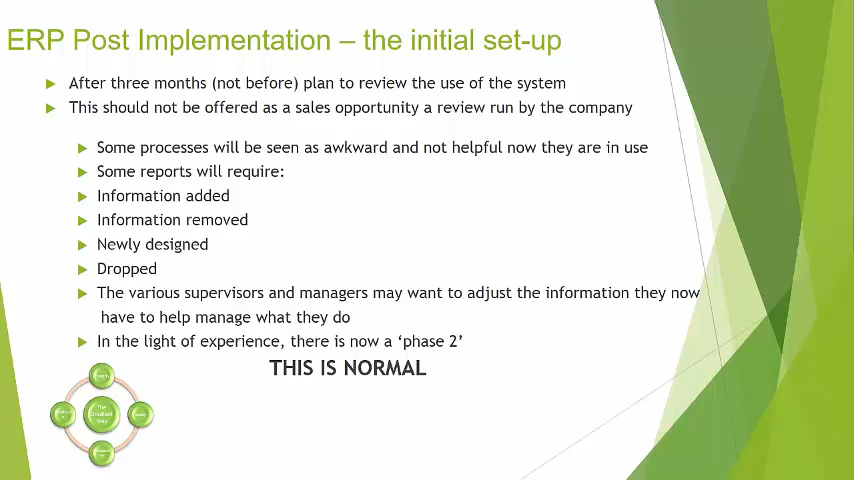 ERP Post Implementation – the initial set-up
After three months (not before) plan to review the use of the system
This should not be offered as a sales opportunity a review run by the company
Some processes will be seen as awkward and not helpful now they are in use
Some reports will require:
Information added
Information removed
Newly designed
Dropped
The various supervisors and managers may want to adjust the information they now
have to help manage what they do
In the light of experience, there is now a ‘phase 2’
THIS IS NORMAL
The
Gradient
Way